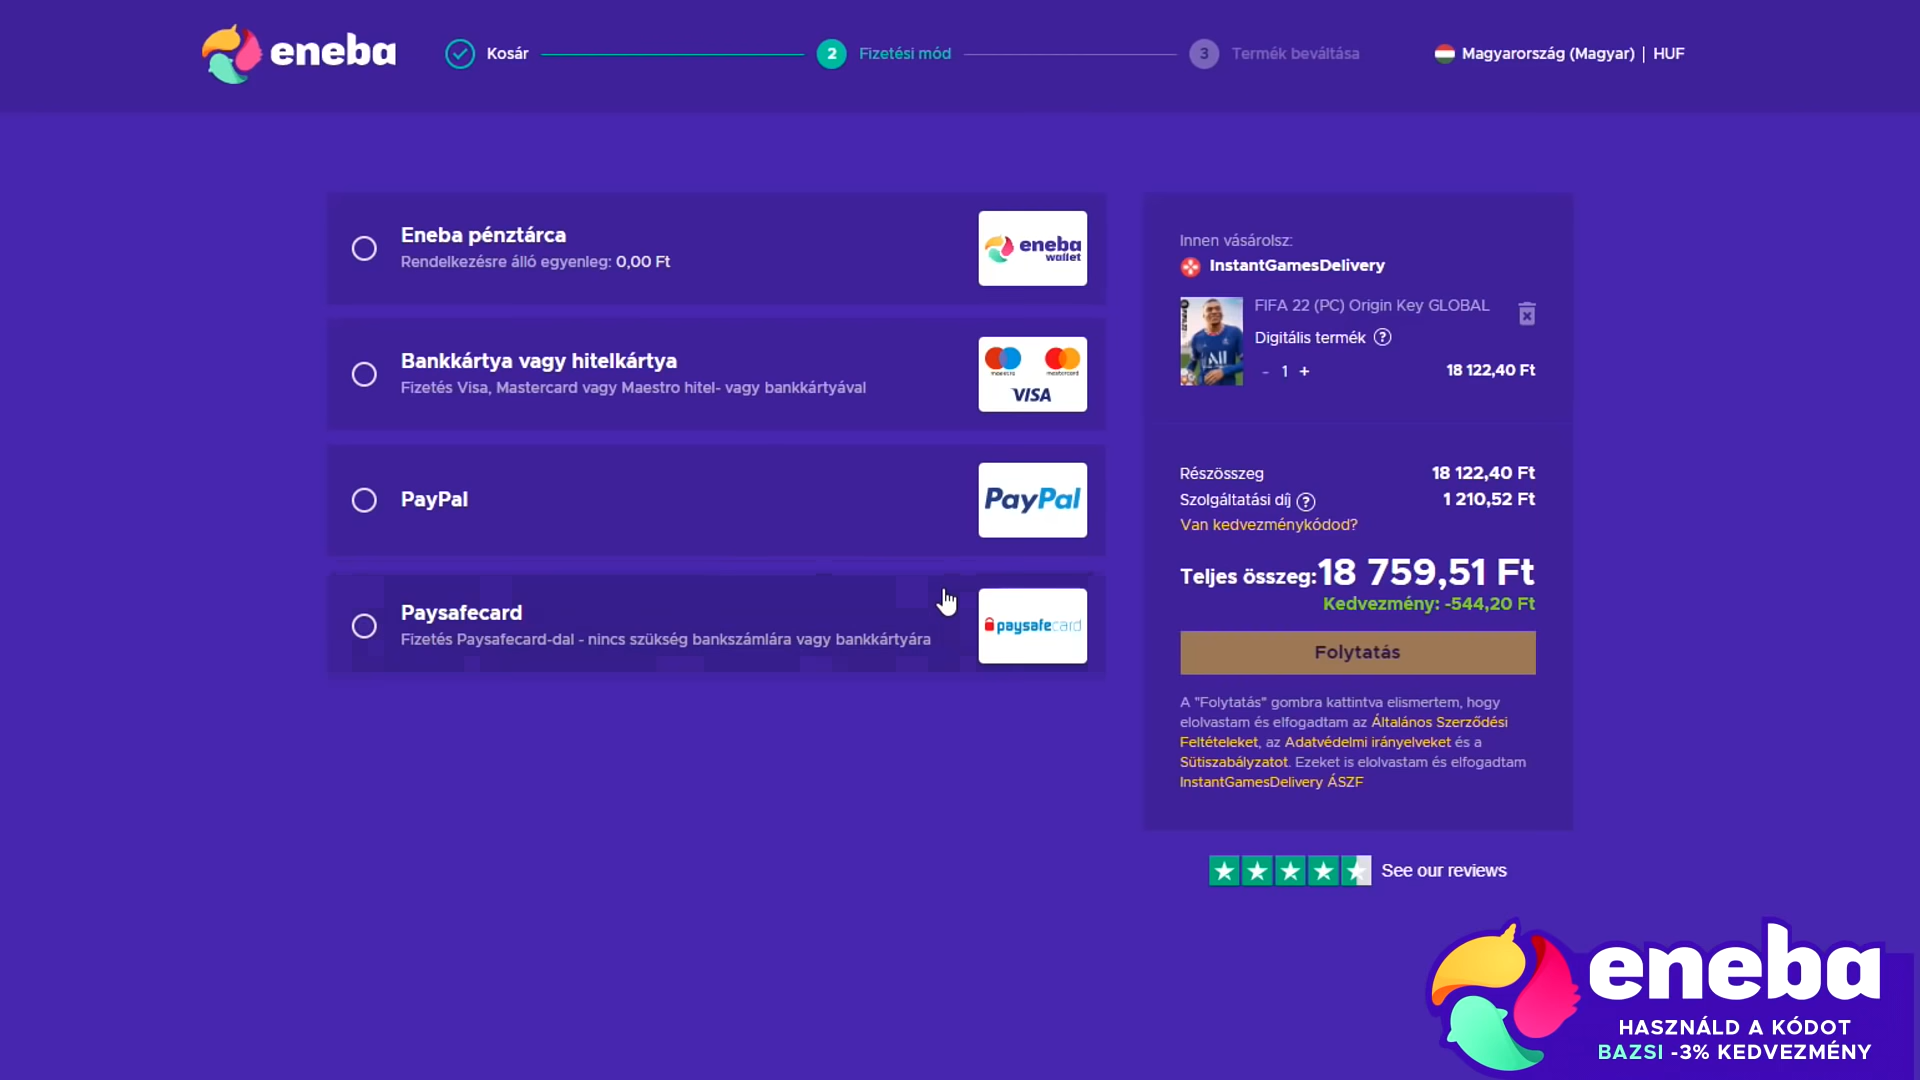 eneba
Kosár
2 Fizetési mód
3 Termék beváltása
Magyarország (Magyar) | HUF
Eneba pénztárca
Rendelkezésre álló egyenleg: 0,00 Ft
eneba
wallet
Bankkártya vagy hitelkártya
Fizetés Visa, Mastercard vagy Maestro hitel- vagy bankkártyával
maestro mastercard
VISA
PayPal
PayPal
Paysafecard
Fizetés Paysafecard-dal - nincs szükség bankszámlára vagy bankkártyára
paysafecard
Innen vásárolsz:
InstantGamesDelivery
FIFA 22 (PC) Origin Key GLOBAL
Digitális termék ?
- 1 + 18 122,40 Ft
Részösszeg 18 122,40 Ft
Szolgáltatási díj ? 1 210,52 Ft
Van kedvezménykódod?
Teljes összeg: 18 759,51 Ft
Kedvezmény: -544,20 Ft
Folytatás
A "Folytatás" gombra kattintva elismertem, hogy
elolvastam és elfogadtam az Általános Szerződési
Feltételeket, az Adatvédelmi irányelveket és a
Sütiszabályzatot. Ezeket is elolvastam és elfogadtam
InstantGamesDelivery ÁSZF
See our reviews
eneba
HASZNÁLD A KÓDOT
BAZSI -3% KEDVEZMÉNY